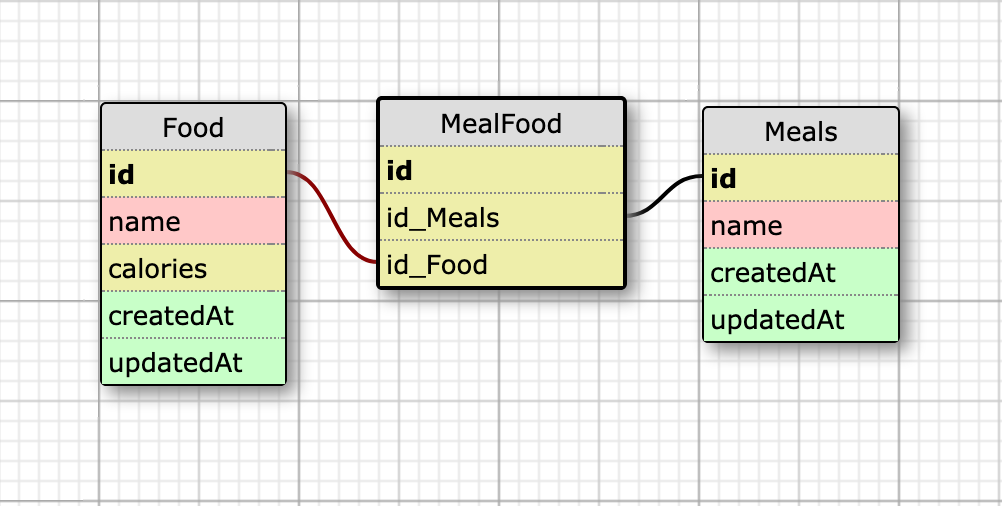 Food
id
name
calories
createdAt
updatedAt
MealFood
id
id_Meals
id_Food
Meals
id
name
createdAt
updatedAt